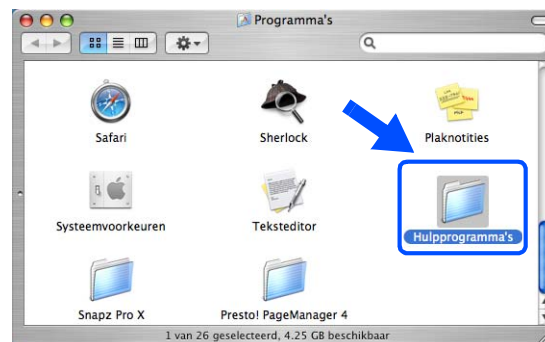 Programma's
Safari
Sherlock
Plaknotities
Systeemvoorkeuren
Teksteditor
Hulpprogramma's
Snapz Pro X
Presto! PageManager 4
1 van 26 geselecteerd, 4.25 GB beschikbaar